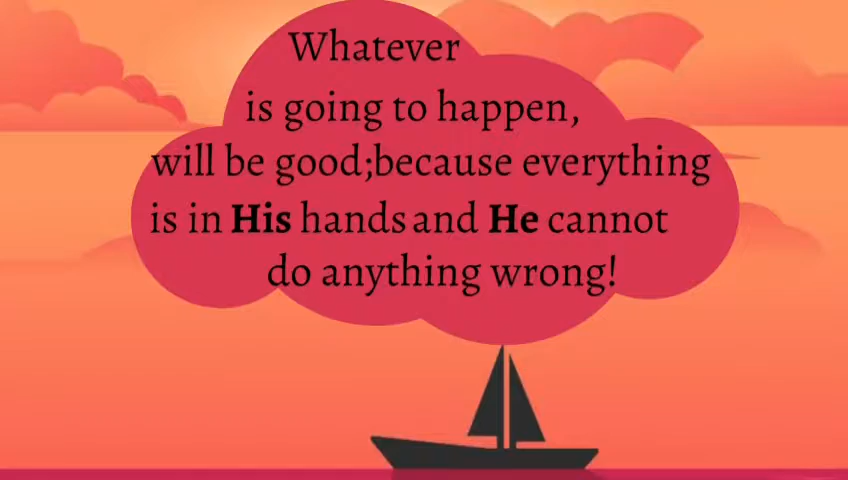 Whatever
is going to happen,
will be good;because everything
is in His hands and He cannot
do anything wrong!